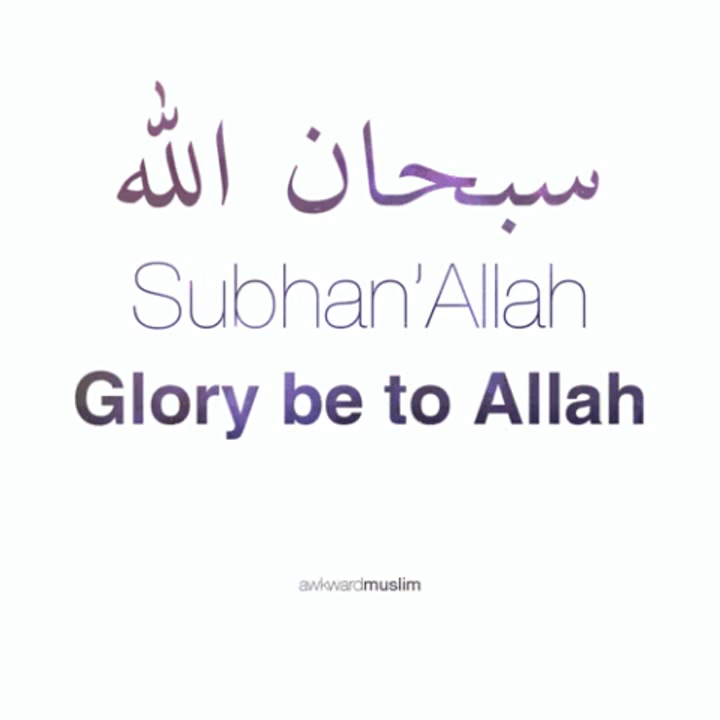 سبحان الله
Subhan'Allah
Glory be to Allah
awkwardmuslim